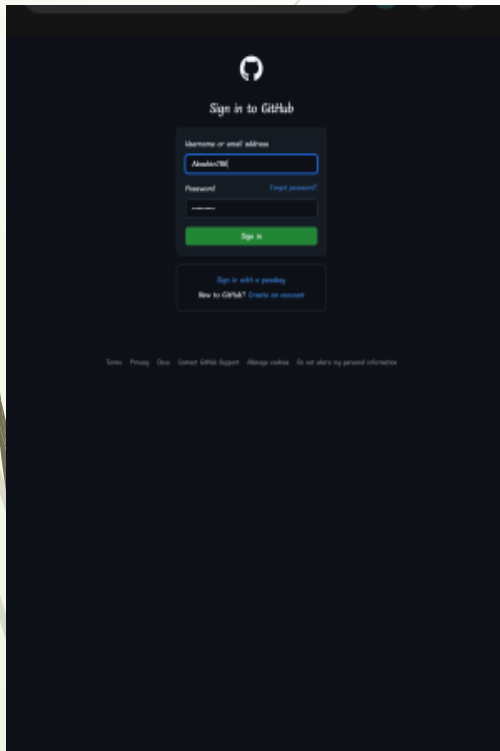 Sign in to GitHub
Username or email address
Password Forgot password?
Sign in
Sign in with a passkey
New to GitHub? Create an account
Terms Privacy Docs Contact GitHub Support Manage cookies Do not share my personal information